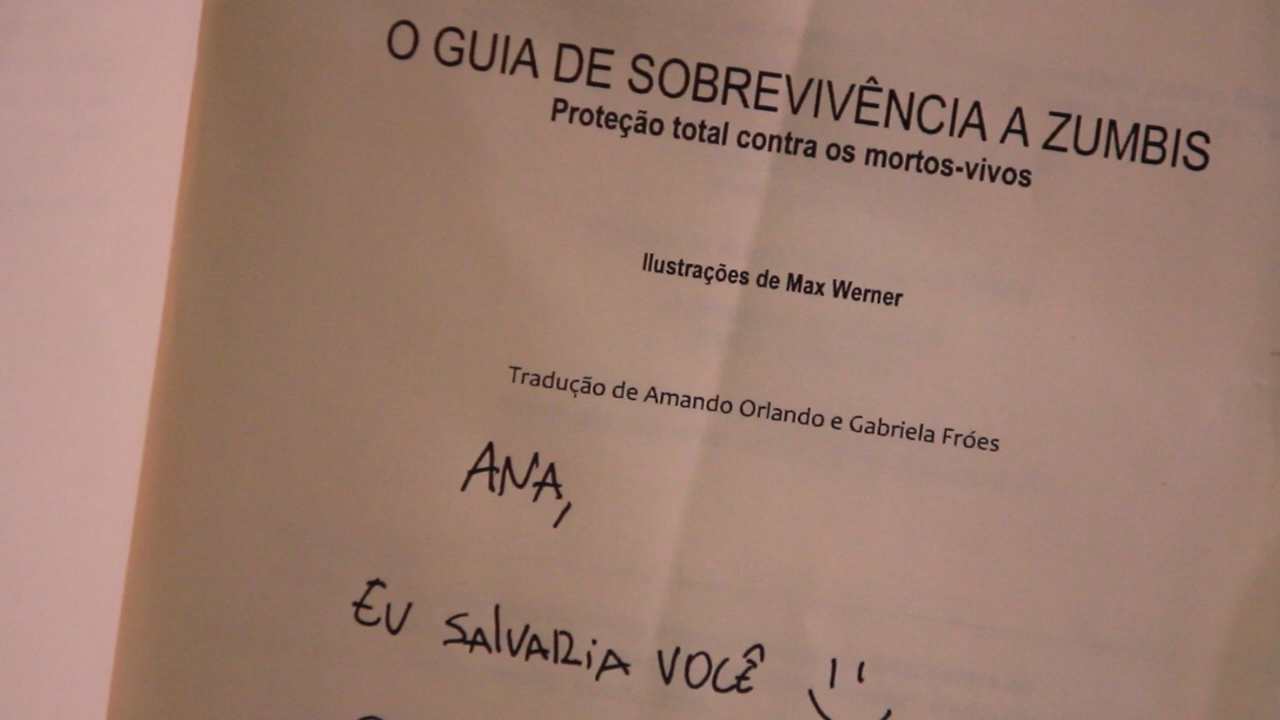 O GUIA DE SOBREVIVÊNCIA A ZUMBIS
Proteção total contra os mortos-vivos
Ilustrações de Max Werner
Tradução de Amando Orlando e Gabriela Fróes
ANA,
EU SALVARIA VOCÊ